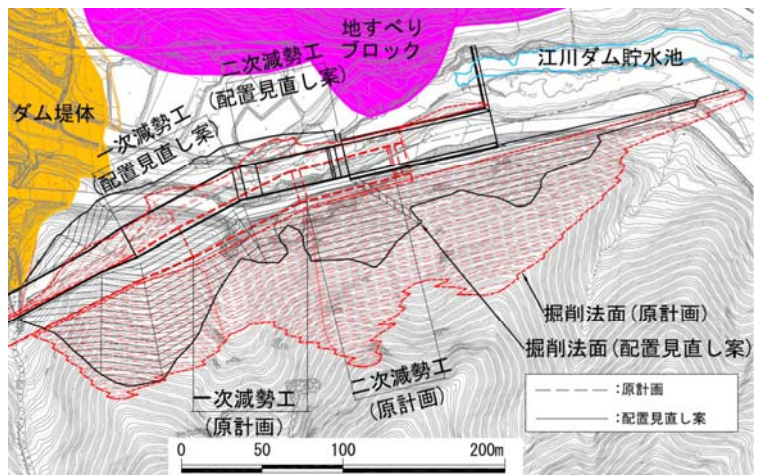 地すべり
ブロック
江川ダム貯水池
二次減勢工
(配置見直し案)
ダム堤体
一次減勢工
(配置見直し案)
掘削法面(原計画)
掘削法面(配置見直し案)
二次減勢工
(原計画)
一次減勢工
(原計画)
:原計画
:配置見直し案
0 50 100 200m